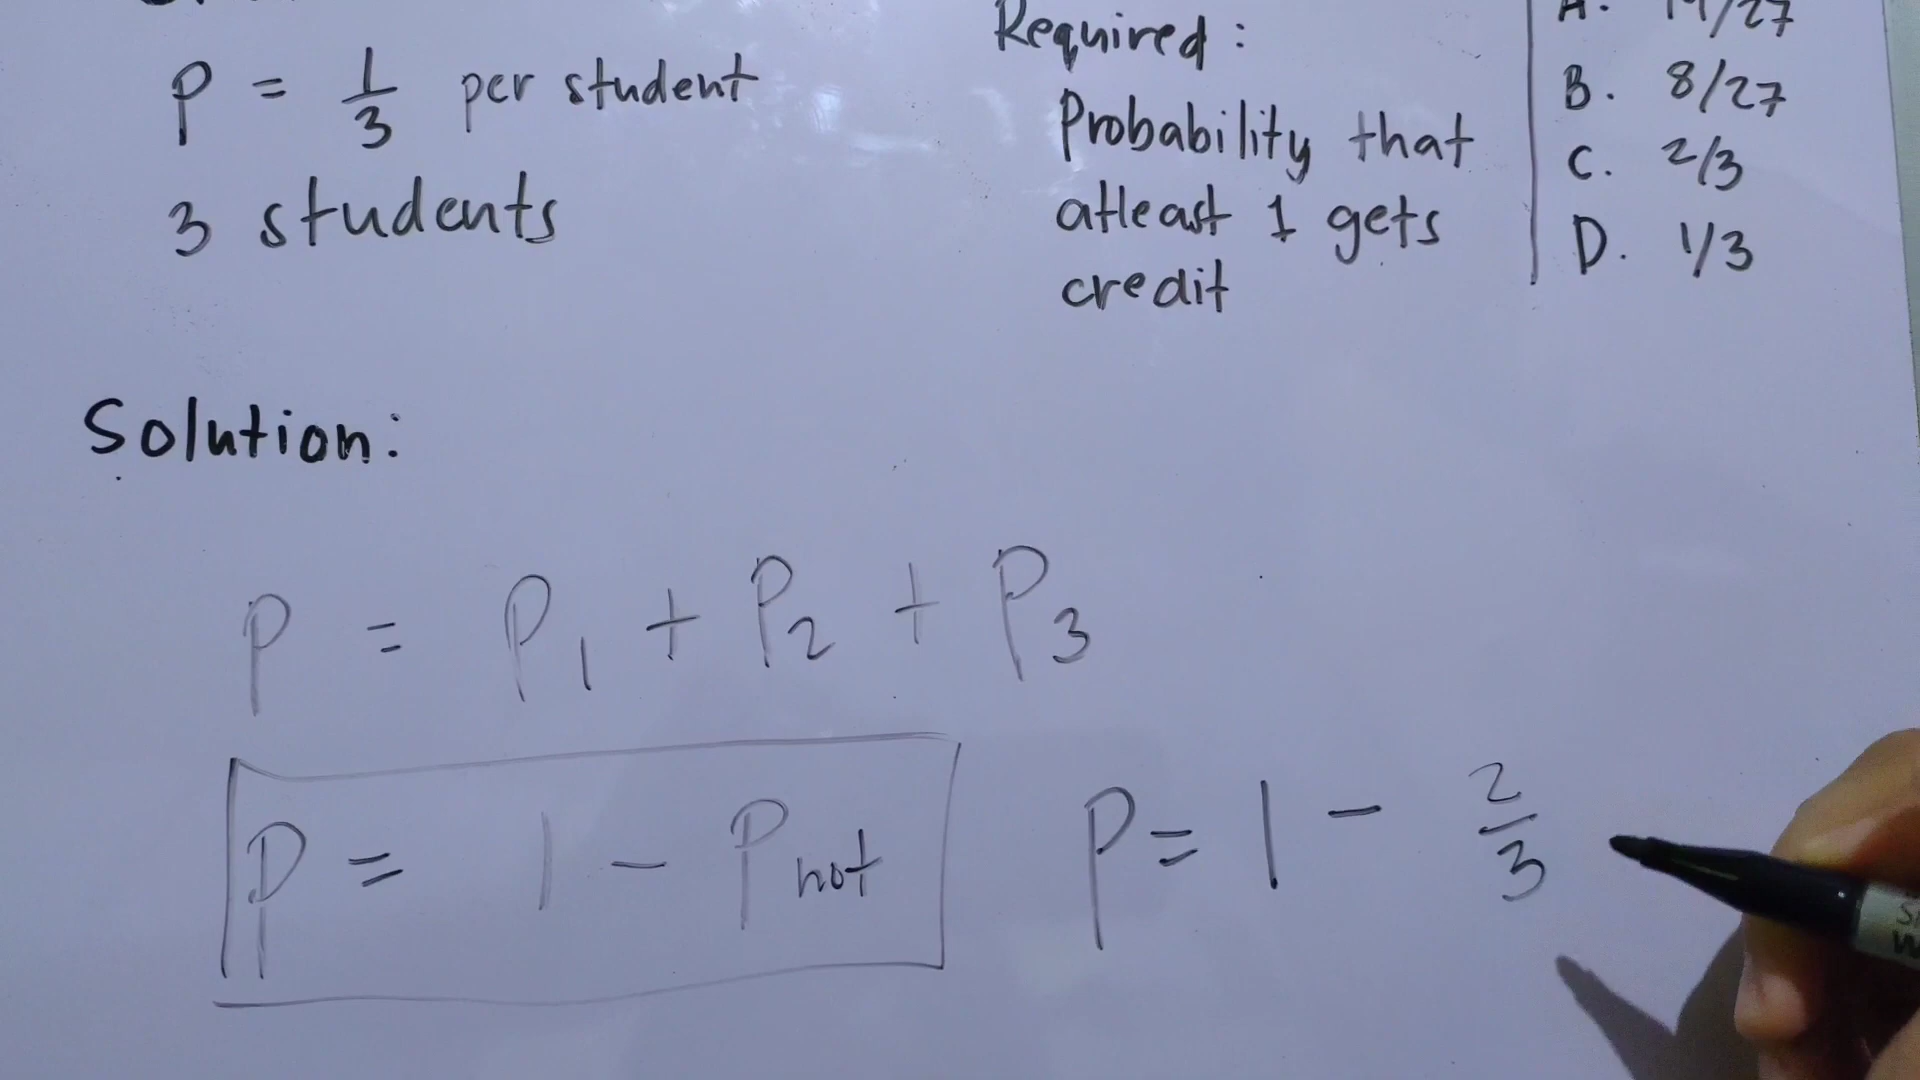 P = 1/3 per student
3 students
Required:
Probability that
atleast 1 gets
credit
B. 8/27
C. 2/3
D. 1/3
Solution:
P = P1 + P2 + P3
P = 1 - Pnot
P = 1 - 2/3